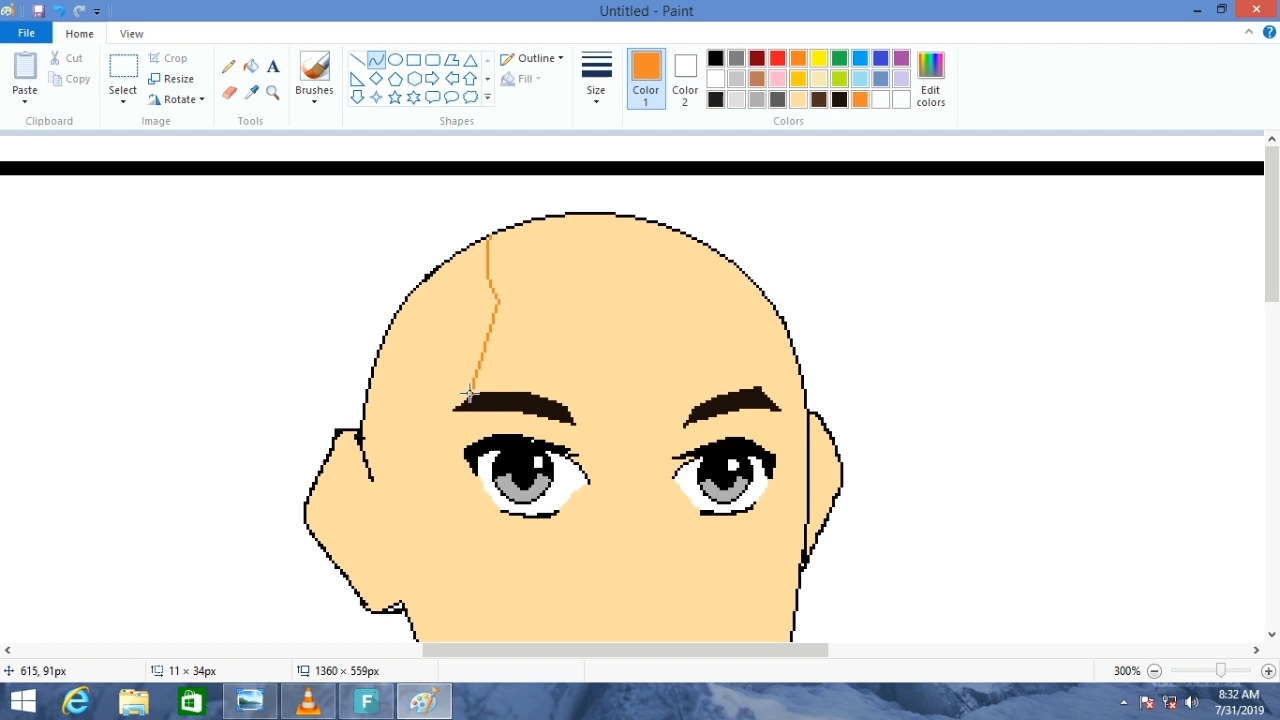 Untitled - Paint
File
Home
View
Paste
Cut
Copy
Clipboard
Select
Crop
Resize
Rotate
Image
A
Tools
Brushes
Outline
Fill
Shapes
Size
Color 1
Color 2
Edit colors
Colors
615, 91px
11 × 34px
1360 × 559px
300%
F
8:32 AM
7/31/2019